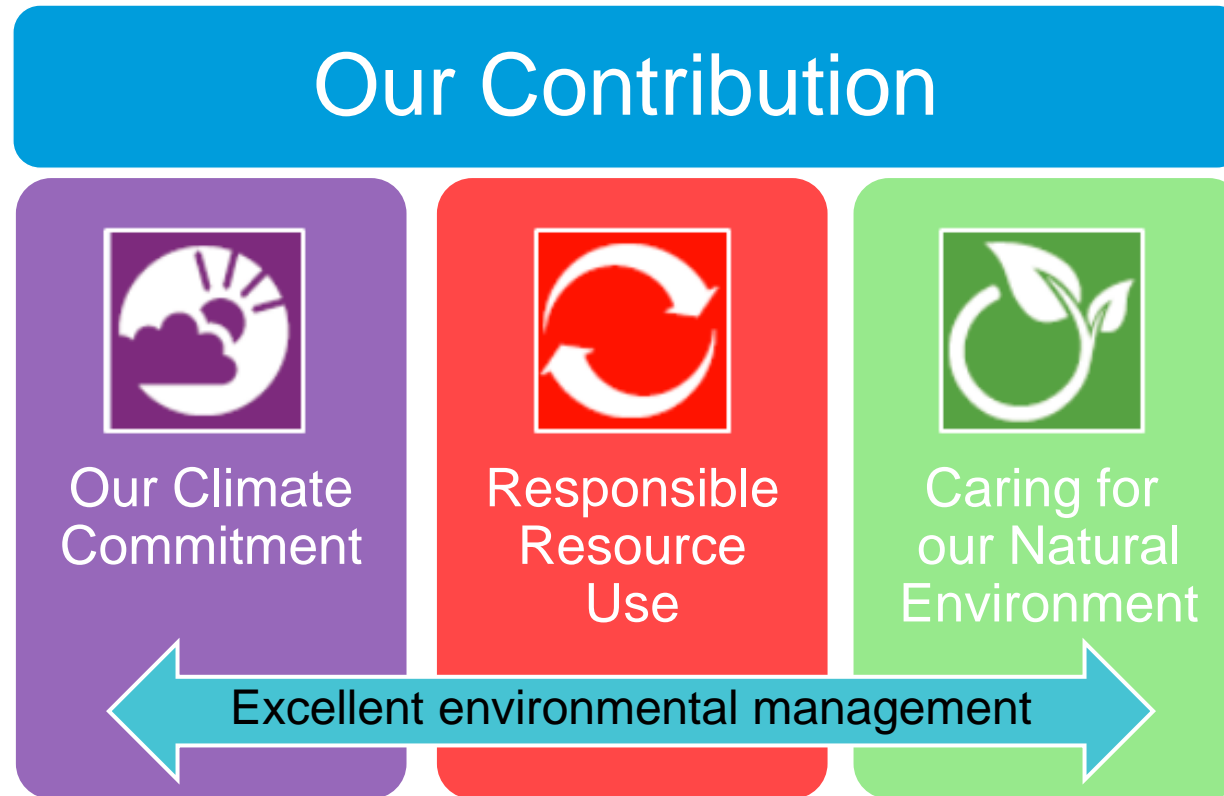 Our Contribution
Our Climate
Commitment
Responsible
Resource
Use
Caring for
our Natural
Environment
Excellent environmental management